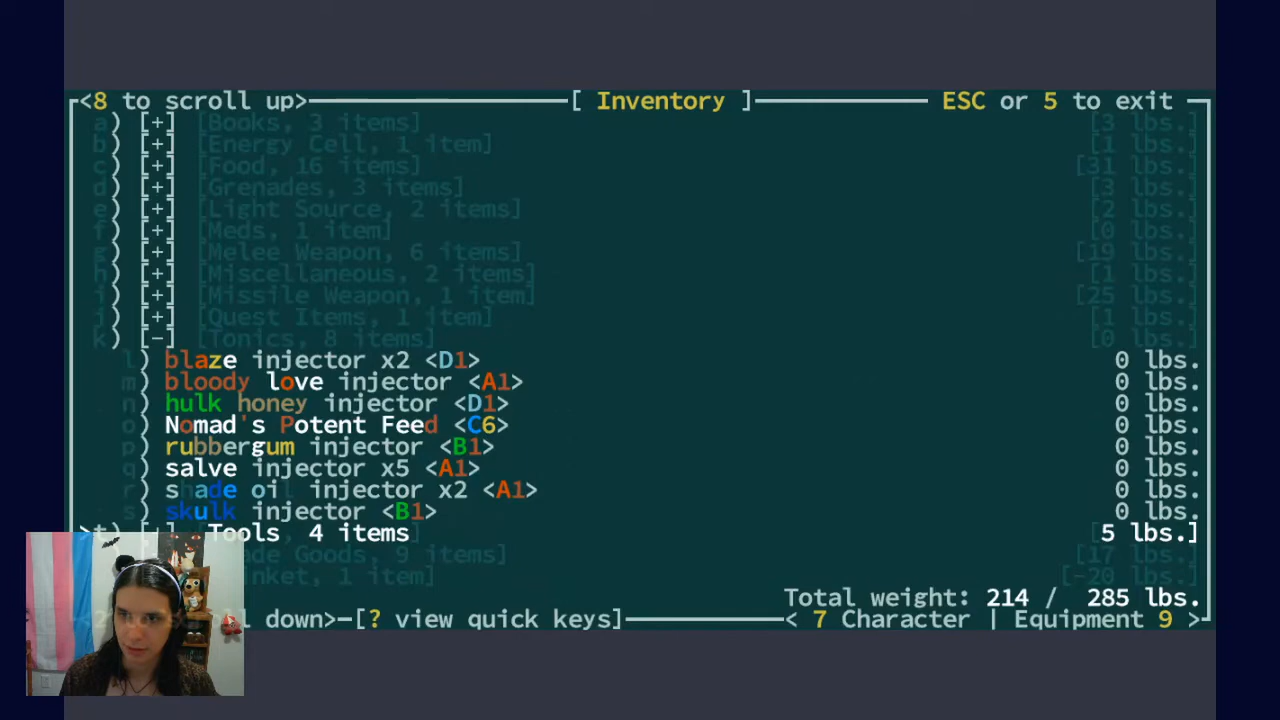 <8 to scroll up> [ Inventory ] ESC or 5 to exit
a) [+] [Books, 3 items] [3 lbs.]
b) [+] [Energy Cell, 1 item] [1 lbs.]
c) [+] [Food, 16 items] [31 lbs.]
d) [+] [Grenades, 3 items] [3 lbs.]
e) [+] [Light Source, 2 items] [2 lbs.]
f) [+] [Meds, 1 item] [0 lbs.]
g) [+] [Melee Weapon, 6 items] [19 lbs.]
h) [+] [Miscellaneous, 2 items] [1 lbs.]
i) [+] [Missile Weapon, 1 item] [25 lbs.]
j) [+] [Quest Items, 1 item] [0 lbs.]
k) [-] [Tonics, 8 items] [0 lbs.]
l) blaze injector x2 <D1> 0 lbs.
m) bloody love injector <A1> 0 lbs.
n) hulk honey injector <D1> 0 lbs.
o) Nomad's Potent Feed <C6> 0 lbs.
p) rubbergum injector <B1> 0 lbs.
q) salve injector x5 <A1> 0 lbs.
r) shade oil injector x2 <A1> 0 lbs.
s) skulk injector <B1> 0 lbs.
>t) [+] Tools 4 items 5 lbs.]
ade Goods, 9 items] [17 lbs.]
inket, 1 item] [-20 lbs.]
Total weight: 214 / 285 lbs.
down>-[? view quick keys] < 7 Character | Equipment 9 >